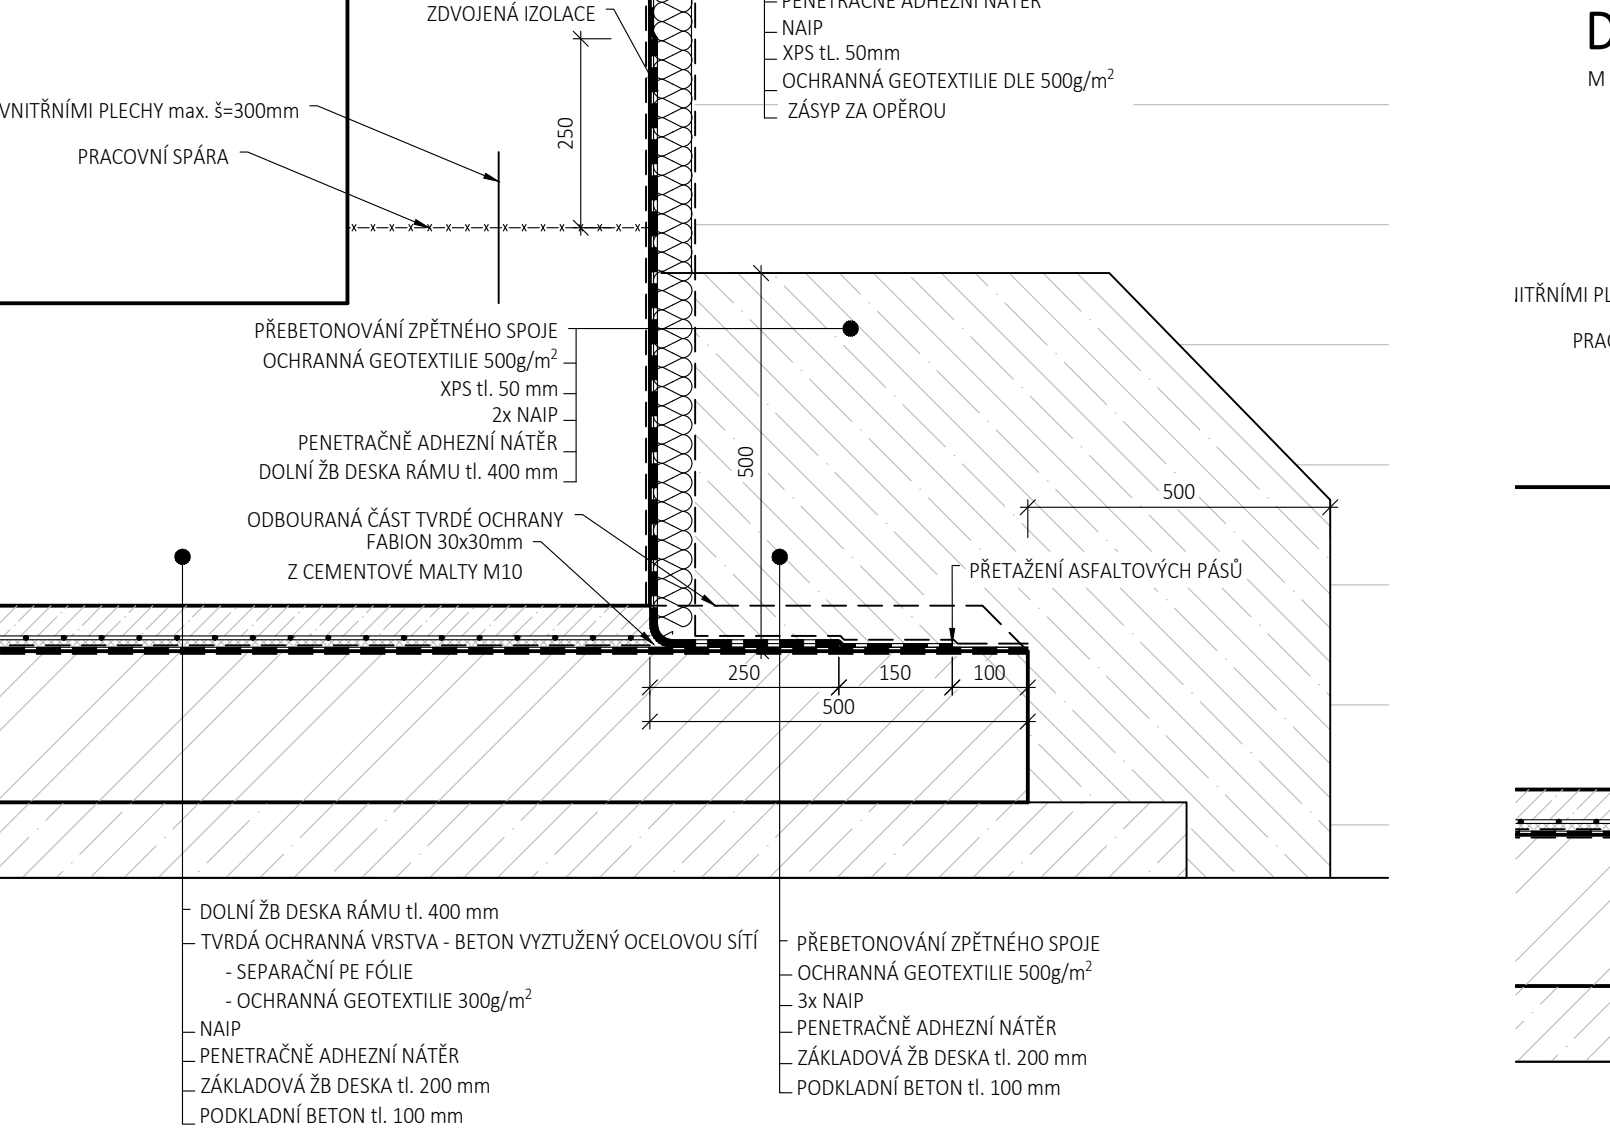 ZDVOJENÁ IZOLACE
PENETRAČNĚ ADHEZNÍ NÁTĚR
NAIP
XPS tL. 50mm
OCHRANNÁ GEOTEXTILIE DLE 500g/m²
ZÁSYP ZA OPĚROU
D
M
VNITŘNÍMI PLECHY max. š=300mm
PRACOVNÍ SPÁRA
250
PŘEBETONOVÁNÍ ZPĚTNÉHO SPOJE
OCHRANNÁ GEOTEXTILIE 500g/m²
XPS tl. 50 mm
2x NAIP
PENETRAČNĚ ADHEZNÍ NÁTĚR
DOLNÍ ŽB DESKA RÁMU tl. 400 mm
ODBOURANÁ ČÁST TVRDÉ OCHRANY
FABION 30x30mm
Z CEMENTOVÉ MALTY M10
500
500
PŘETAŽENÍ ASFALTOVÝCH PÁSŮ
250
150
100
500
DOLNÍ ŽB DESKA RÁMU tl. 400 mm
TVRDÁ OCHRANNÁ VRSTVA - BETON VYZTUŽENÝ OCELOVOU SÍTÍ
- SEPARAČNÍ PE FÓLIE
- OCHRANNÁ GEOTEXTILIE 300g/m²
NAIP
PENETRAČNĚ ADHEZNÍ NÁTĚR
ZÁKLADOVÁ ŽB DESKA tl. 200 mm
PODKLADNÍ BETON tl. 100 mm
PŘEBETONOVÁNÍ ZPĚTNÉHO SPOJE
OCHRANNÁ GEOTEXTILIE 500g/m²
3x NAIP
PENETRAČNĚ ADHEZNÍ NÁTĚR
ZÁKLADOVÁ ŽB DESKA tl. 200 mm
PODKLADNÍ BETON tl. 100 mm